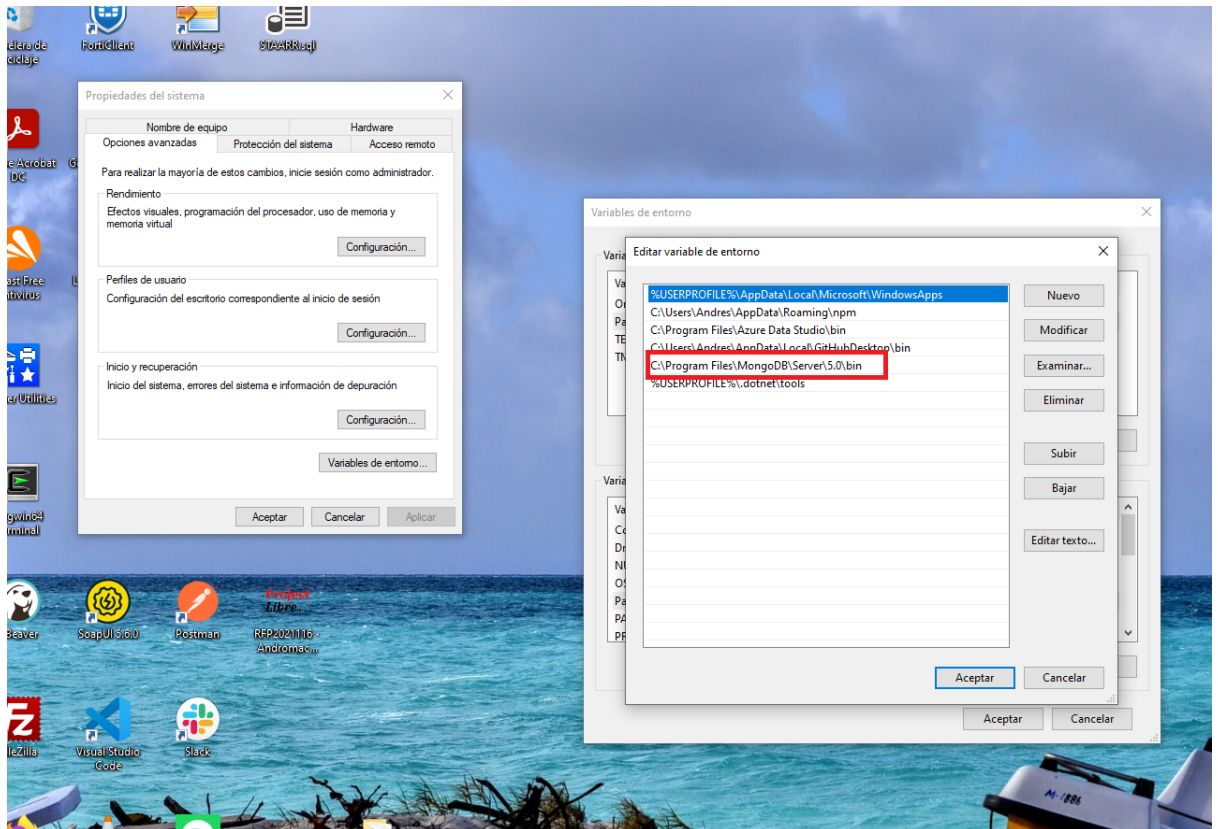 FortiClient
WinMerge
STAARR.sql
DC
Propiedades del sistema
Nombre de equipo
Hardware
Opciones avanzadas
Protección del sistema
Acceso remoto
Para realizar la mayoría de estos cambios, inicie sesión como administrador.
Rendimiento
Efectos visuales, programación del procesador, uso de memoria y
memoria virtual
Configuración...
Perfiles de usuario
Configuración del escritorio correspondiente al inicio de sesión
Configuración...
Inicio y recuperación
Inicio del sistema, errores del sistema e información de depuración
Configuración...
Variables de entorno...
Aceptar
Cancelar
Aplicar
Variables de entorno
Editar variable de entorno
%USERPROFILE%\AppData\Local\Microsoft\WindowsApps
C:\Users\Andres\AppData\Roaming\npm
C:\Program Files\Azure Data Studio\bin
C:\Users\Andres\AppData\Local\GitHubDesktop\bin
C:\Program Files\MongoDB\Server\5.0\bin
%USERPROFILE%\.dotnet\tools
Nuevo
Modificar
Examinar...
Eliminar
Subir
Bajar
Editar texto...
Aceptar
Cancelar
Aceptar
Cancelar
SoapUI 5.6.0
Postman
Project
Libre..
RFP2021116 -
Andromac...
Visual Studio
Code
Slack
M-1886